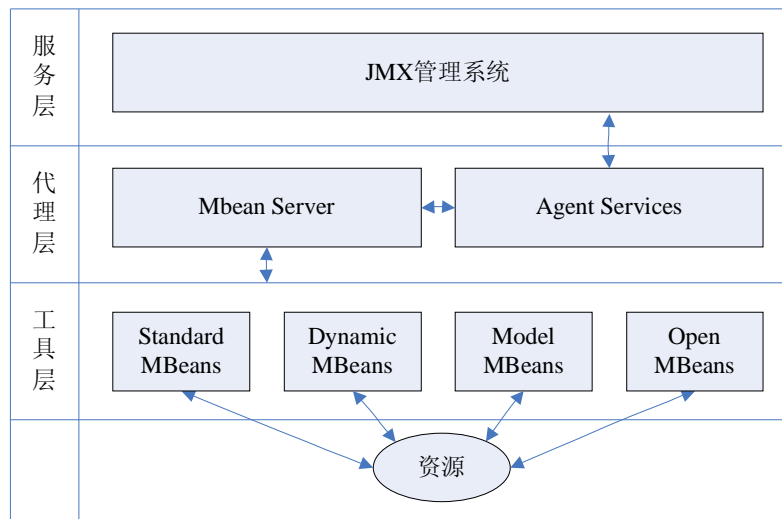 服务层
JMX管理系统
代理层
Mbean Server
Agent Services
工具层
Standard
MBeans
Dynamic
MBeans
Model
MBeans
Open
MBeans
资源